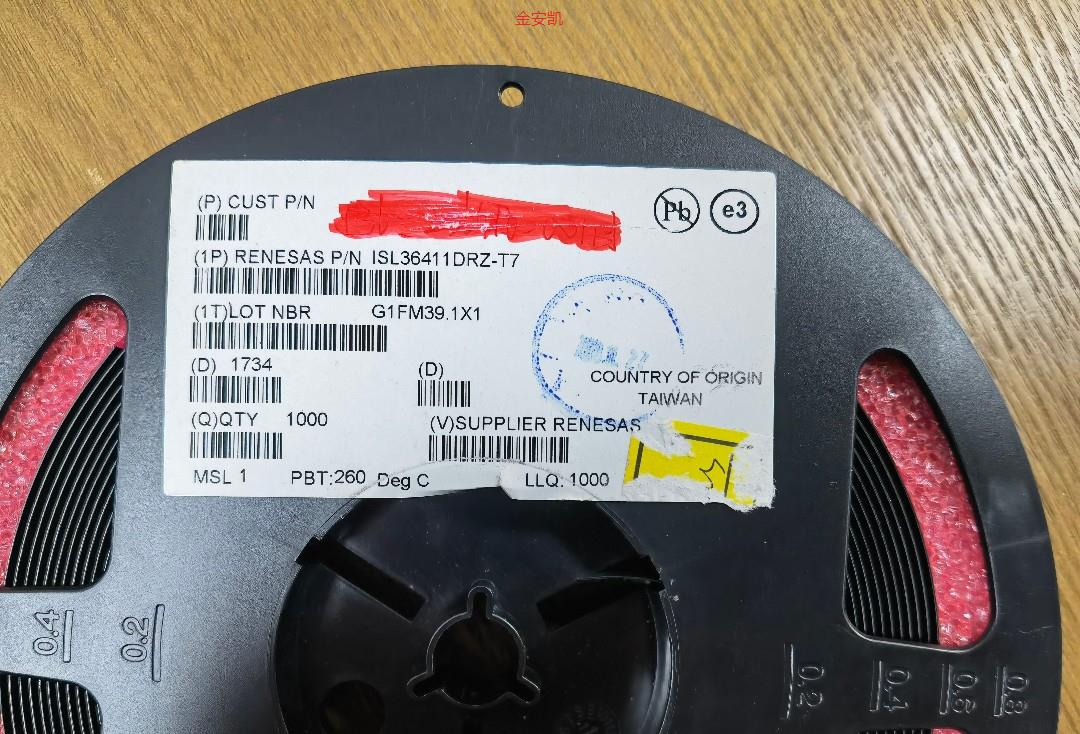 金安凯
(P) CUST P/N
Pb
e3
(1P) RENESAS P/N ISL36411DRZ-T7
(1T)LOT NBR G1FM39.1X1
(D) 1734
(D)
COUNTRY OF ORIGIN
TAIWAN
(Q)QTY 1000
(V)SUPPLIER RENESAS
MSL 1 PBT:260 Deg C LLQ: 1000
0.4
0.2
0.2
0.4
0.6
0.8